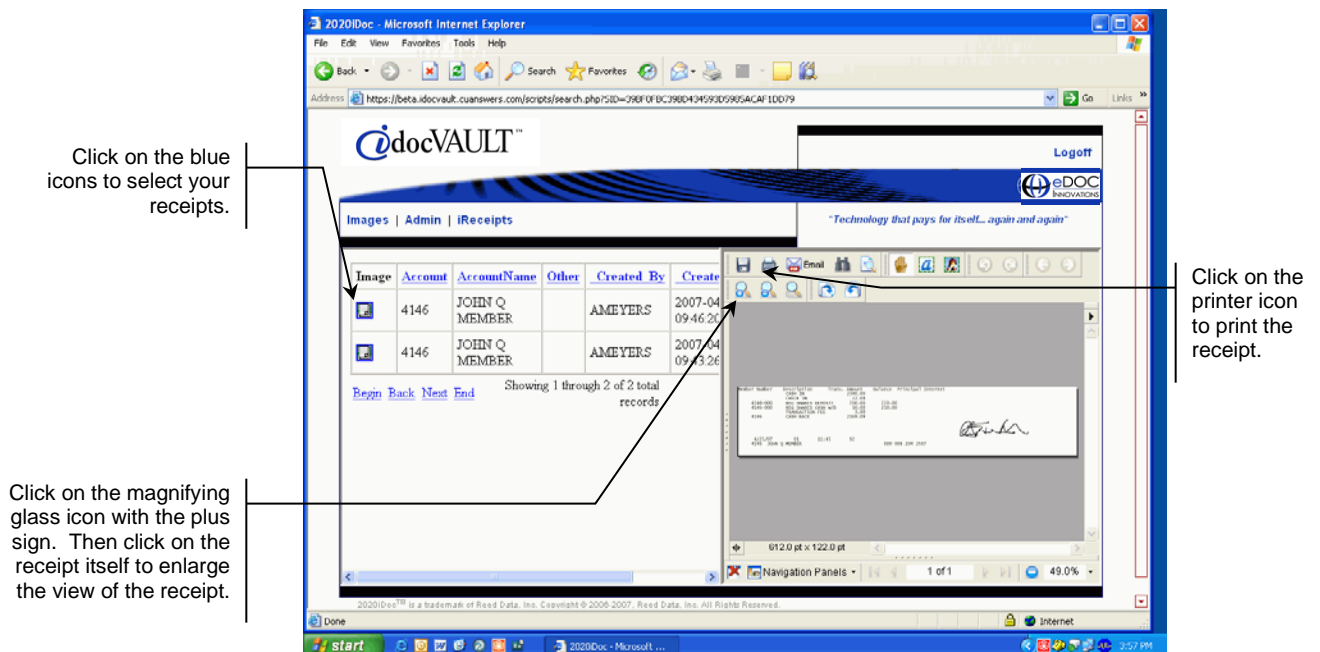 2020iDoc - Microsoft Internet Explorer
File Edit View Favorites Tools Help
Back Search Favorites
Address https://beta.idocvault.cuanswers.com/scripts/search.php?SID= Go Links »
idocVAULT™
Logoff
eDOC
INNOVATIONS
Images | Admin | iReceipts
"Technology that pays for itself... again and again"
Click on the blue
icons to select your
receipts.
Email
Image Account AccountName Other Created By Create
4146 JOHN Q MEMBER AMEYERS 2007-04 09:46:20
4146 JOHN Q MEMBER AMEYERS 2007-04 09:43:26
Begin Back Next End Showing 1 through 2 of 2 total
records
Click on the
printer icon
to print the
receipt.
Click on the magnifying
glass icon with the plus
sign. Then click on the
receipt itself to enlarge
the view of the receipt.
612.0 pt x 122.0 pt
Navigation Panels 1 of 1 49.0%
2020iDoc™ is a trademark of Reed Data, Inc. Copyright © 2006-2007, Reed Data, Inc. All Rights Reserved.
Done Internet
start 2020iDoc - Microsoft ... 3:57 PM